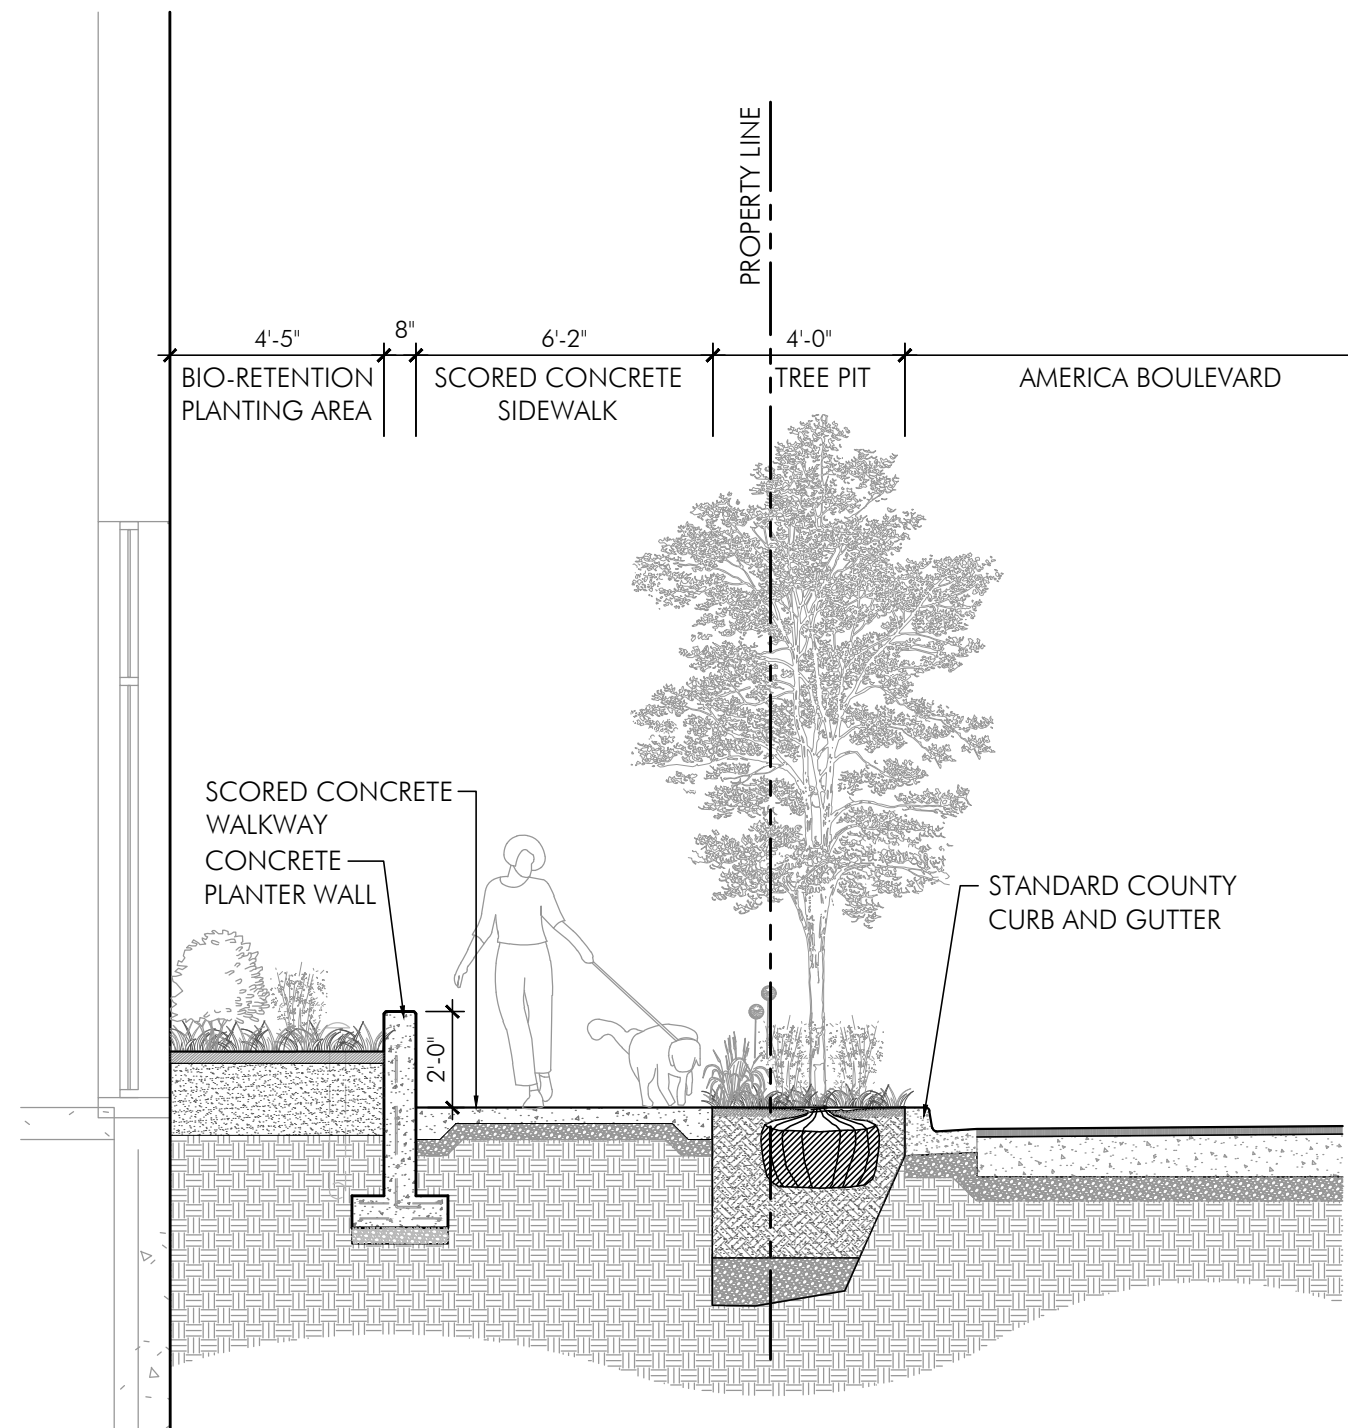 PROPERTY LINE
4'-5"
8"
6'-2"
4'-0"
BIO-RETENTION
PLANTING AREA
SCORED CONCRETE
SIDEWALK
TREE PIT
AMERICA BOULEVARD
SCORED CONCRETE
WALKWAY
CONCRETE
PLANTER WALL
STANDARD COUNTY
CURB AND GUTTER
2'-0"